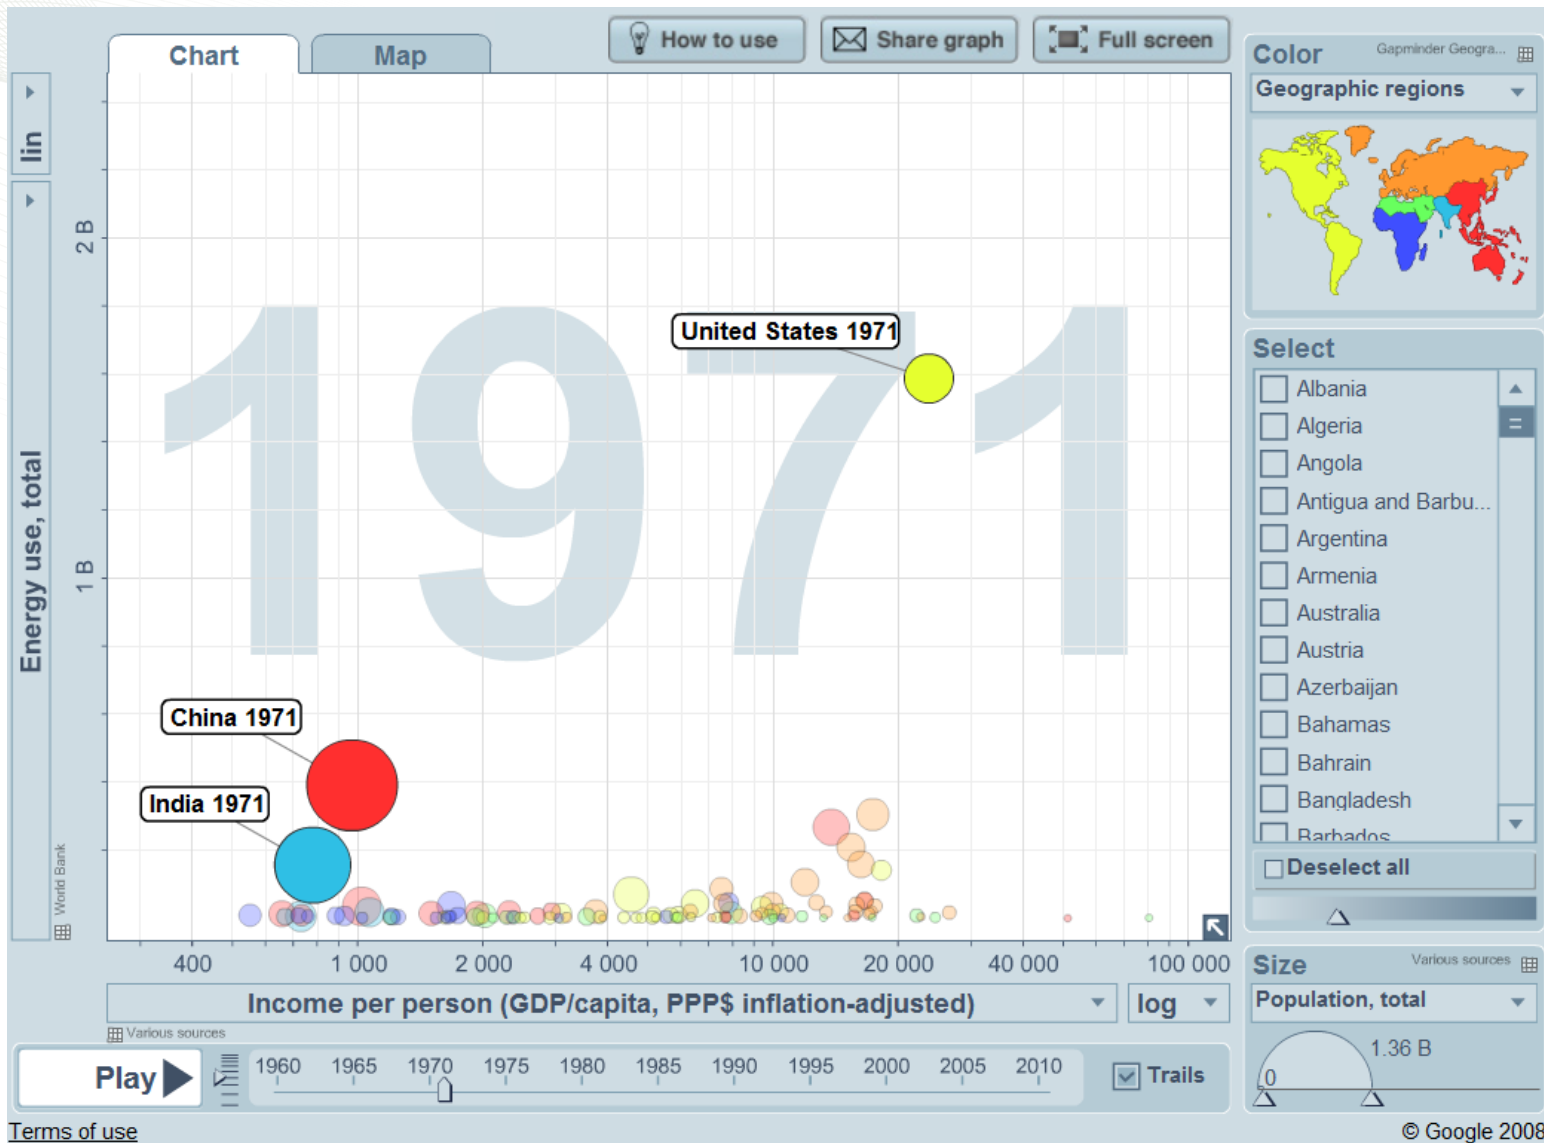 Chart
Map
How to use
Share graph
Full screen
lin
Energy use, total
World Bank
2B
1B
1971
United States 1971
China 1971
India 1971
400
1 000
2 000
4 000
10 000
20 000
40 000
100 000
Income per person (GDP/capita, PPP$ inflation-adjusted)
log
Various sources
Play
1960 1965 1970 1975 1980 1985 1990 1995 2000 2005 2010
Trails
Color
Gapminder Geogra...
Geographic regions
Select
Albania
Algeria
Angola
Antigua and Barbu...
Argentina
Armenia
Australia
Austria
Azerbaijan
Bahamas
Bahrain
Bangladesh
Barbados
Deselect all
Size
Various sources
Population, total
1.36 B
0
Terms of use
© Google 2008